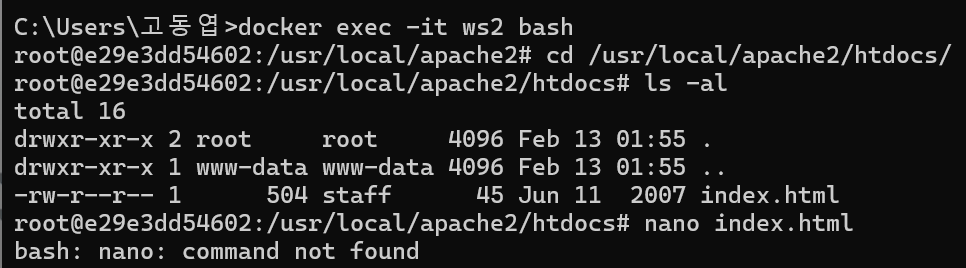 C:\Users\고동엽>docker exec -it ws2 bash
root@e29e3dd54602:/usr/local/apache2# cd /usr/local/apache2/htdocs/
root@e29e3dd54602:/usr/local/apache2/htdocs# ls -al
total 16
drwxr-xr-x 2 root     root     4096 Feb 13 01:55 .
drwxr-xr-x 1 www-data www-data 4096 Feb 13 01:55 ..
-rw-r--r-- 1      504 staff      45 Jun 11  2007 index.html
root@e29e3dd54602:/usr/local/apache2/htdocs# nano index.html
bash: nano: command not found